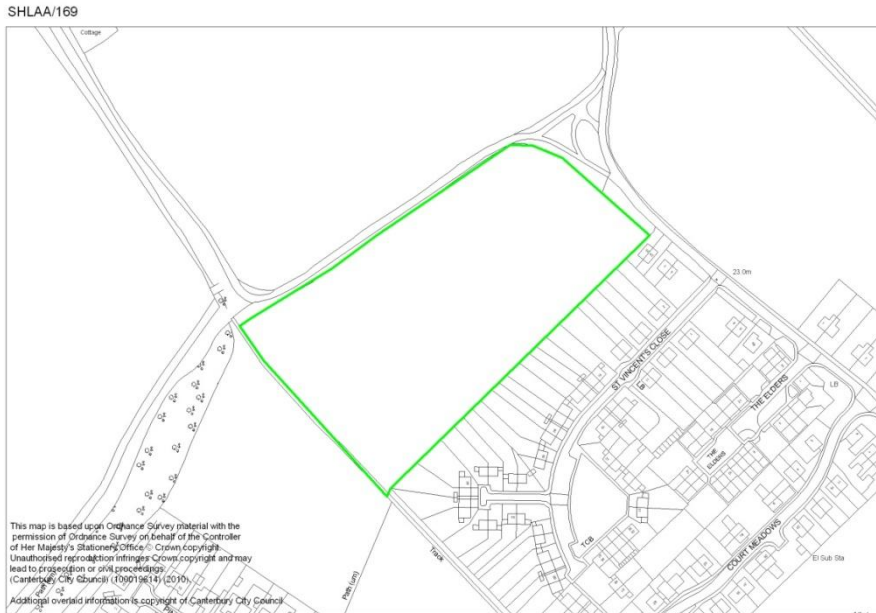 SHLAA/169
Cottage
23.0m
ST VINCENT'S CLOSE
THE ELDERS
LB
THE
ELDERS
COURT MEADOWS
El Sub Sta
TCB
Track
Path (um)
Path (um)
This map is based upon Ordnance Survey material with the
permission of Ordnance Survey on behalf of the Controller
of Her Majesty's Stationery Office © Crown copyright.
Unauthorised reproduction infringes Crown copyright and may
lead to prosecution or civil proceedings.
(Canterbury City Council) (100019614) (2010).
Additional overlaid information is copyright of Canterbury City Council